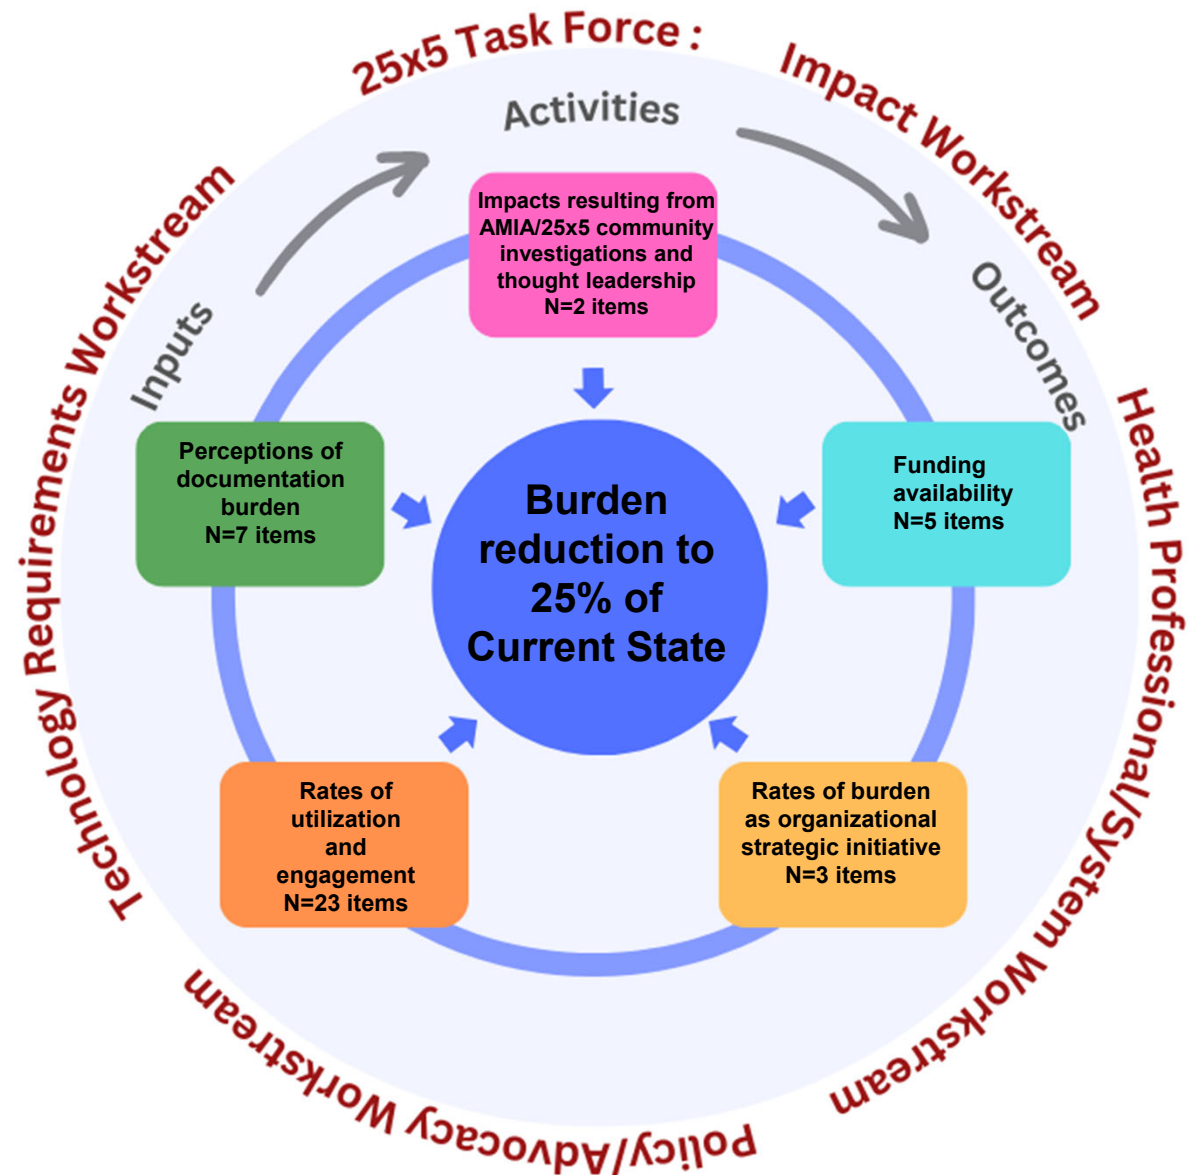 25x5 Task Force :
Impact Workstream
Health Professional/System Workstream
Policy/Advocacy Workstream
Technology Requirements Workstream
Inputs
Activities
Outcomes
Impacts resulting from
AMIA/25x5 community
investigations and
thought leadership
N=2 items
Perceptions of
documentation
burden
N=7 items
Funding
availability
N=5 items
Burden
reduction to
25% of
Current State
Rates of
utilization
and
engagement
N=23 items
Rates of burden
as organizational
strategic initiative
N=3 items